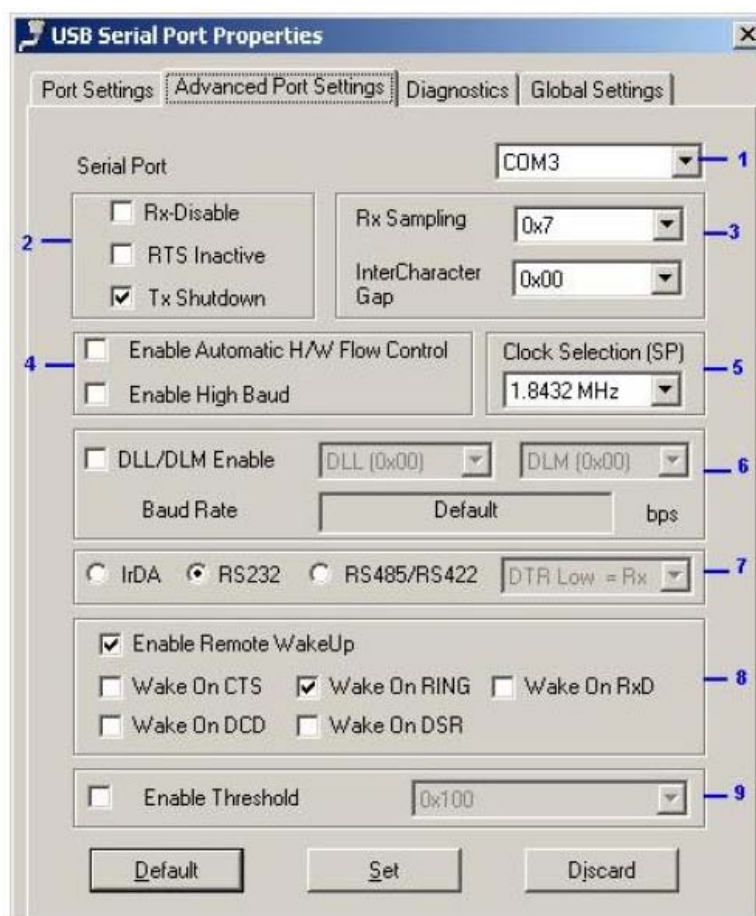 USB Serial Port Properties
Port Settings Advanced Port Settings Diagnostics Global Settings
Serial Port COM3 1
2 Rx-Disable
RTS Inactive
Tx Shutdown
Rx Sampling 0x7 3
InterCharacter Gap 0x00
4 Enable Automatic H/W Flow Control
Enable High Baud
Clock Selection (SP)
1.8432 MHz 5
DLL/DLM Enable DLL (0x00) DLM (0x00) 6
Baud Rate Default bps
IrDA RS232 RS485/RS422 DTR Low = Rx 7
Enable Remote WakeUp
Wake On CTS Wake On RING Wake On RxD 8
Wake On DCD Wake On DSR
Enable Threshold 0x100 9
Default Set Discard